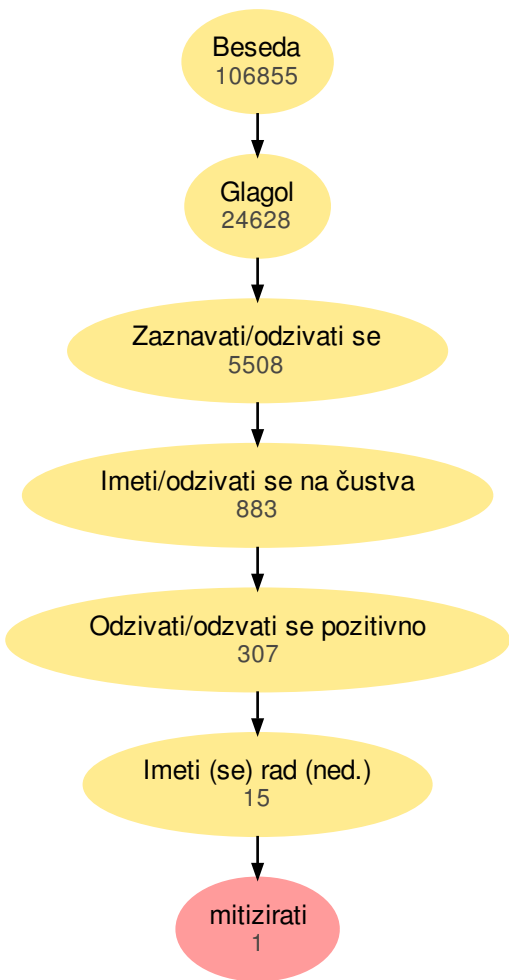 Beseda
106855
Glagol
24628
Zaznavati/odzivati se
5508
Imeti/odzivati se na čustva
883
Odzivati/odzvati se pozitivno
307
Imeti (se) rad (ned.)
15
mitizirati
1